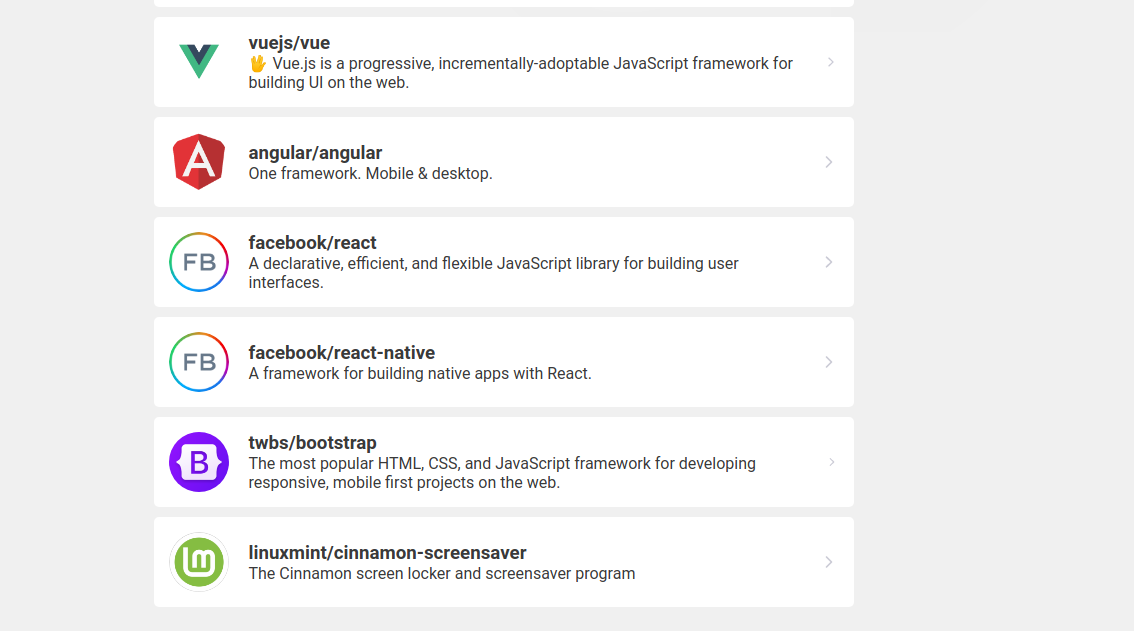 vuejs/vue
🖖 Vue.js is a progressive, incrementally-adoptable JavaScript framework for
building UI on the web.
A
angular/angular
One framework. Mobile & desktop.
FB
facebook/react
A declarative, efficient, and flexible JavaScript library for building user
interfaces.
FB
facebook/react-native
A framework for building native apps with React.
B
twbs/bootstrap
The most popular HTML, CSS, and JavaScript framework for developing
responsive, mobile first projects on the web.
lm
linuxmint/cinnamon-screensaver
The Cinnamon screen locker and screensaver program